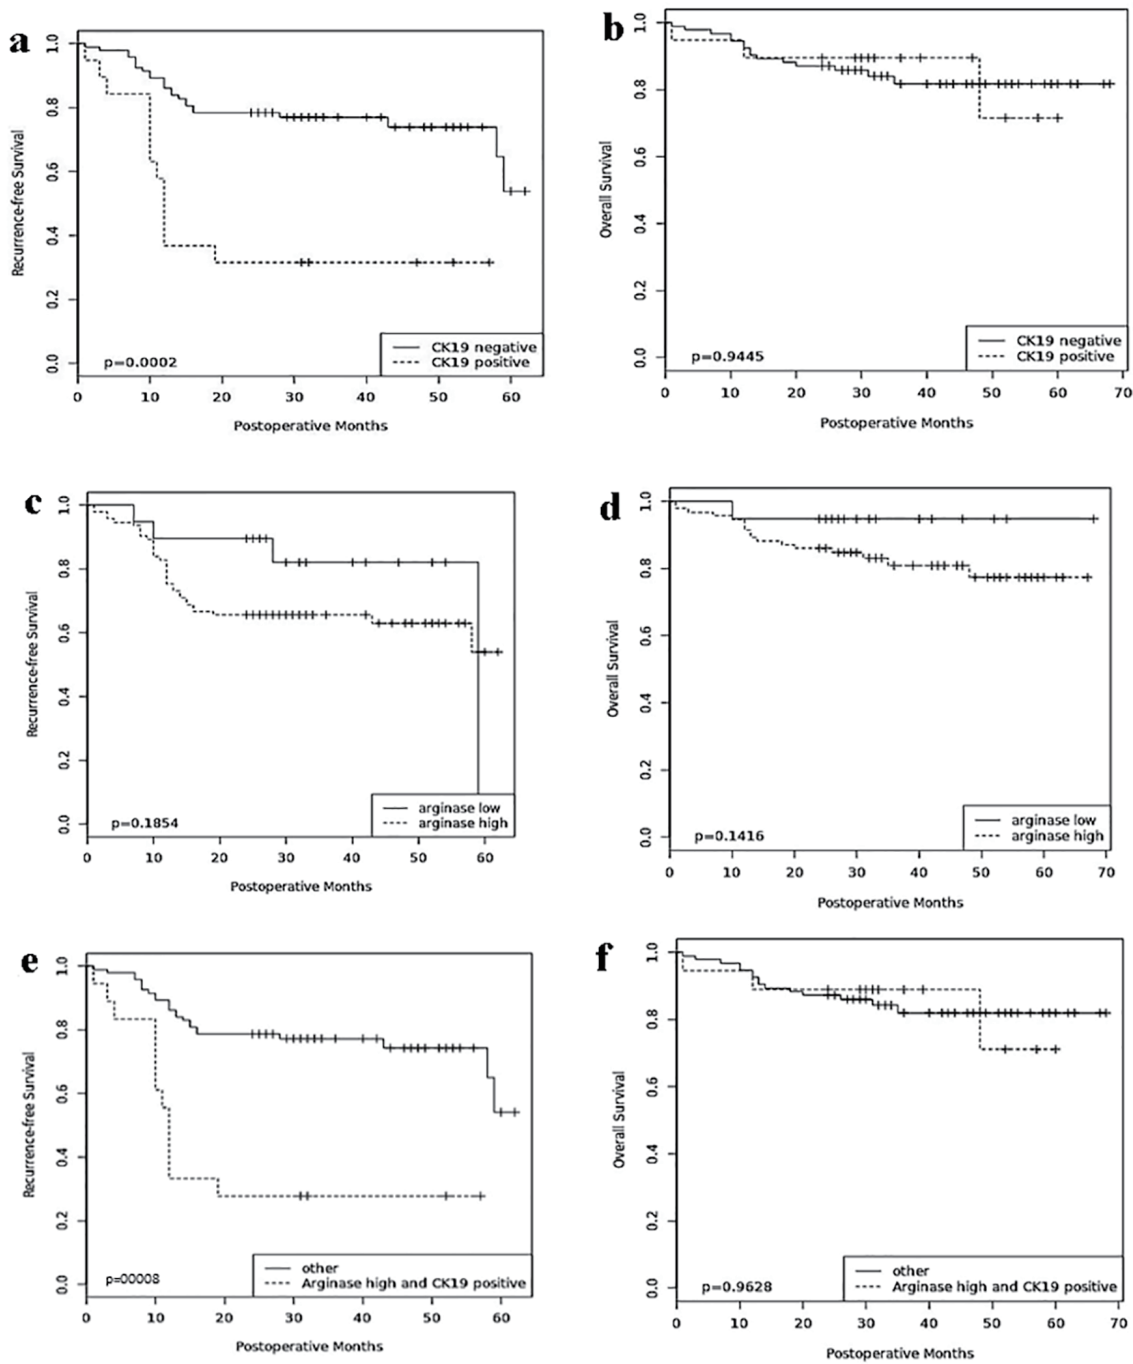 a
Recurrence-free Survival
1.0
0.8
0.6
0.4
0.2
0.0
CK19 negative
CK19 positive
p=0.0002
0 10 20 30 40 50 60
Postoperative Months
b
Overall Survival
1.0
0.8
0.6
0.4
0.2
0.0
CK19 negative
CK19 positive
p=0.9445
0 10 20 30 40 50 60 70
Postoperative Months
c
Recurrence-free Survival
1.0
0.8
0.6
0.4
0.2
0.0
arginase low
arginase high
p=0.1854
0 10 20 30 40 50 60
Postoperative Months
d
Overall Survival
1.0
0.8
0.6
0.4
0.2
0.0
arginase low
arginase high
p=0.1416
0 10 20 30 40 50 60 70
Postoperative Months
e
Recurrence-free Survival
1.0
0.8
0.6
0.4
0.2
0.0
other
Arginase high and CK19 positive
p=00008
0 10 20 30 40 50 60
Postoperative Months
f
Overall Survival
1.0
0.8
0.6
0.4
0.2
0.0
other
Arginase high and CK19 positive
p=0.9628
0 10 20 30 40 50 60 70
Postoperative Months